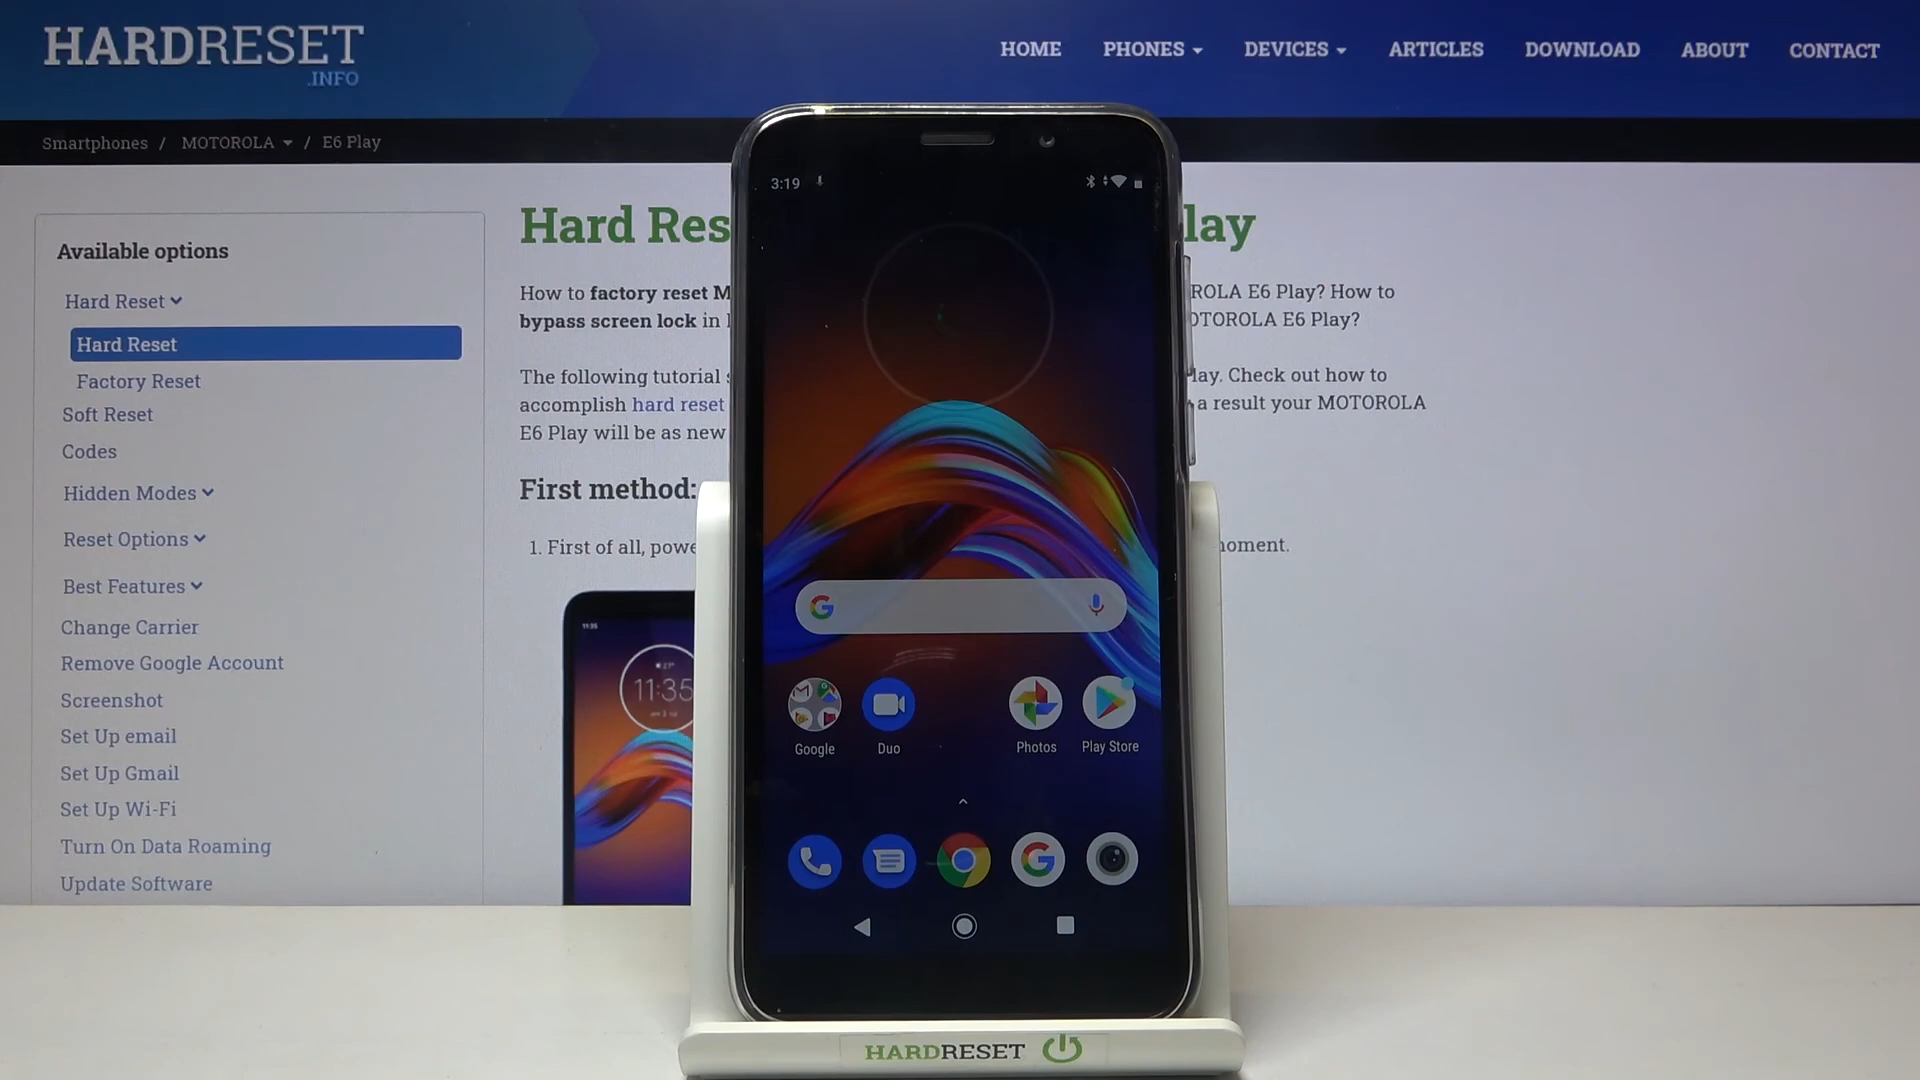 HARDRESET
.INFO
HOME PHONES DEVICES ARTICLES DOWNLOAD ABOUT CONTACT
Smartphones / MOTOROLA / E6 Play
Available options
Hard Reset
Hard Reset
Factory Reset
Soft Reset
Codes
Hidden Modes
Reset Options
Best Features
Change Carrier
Remove Google Account
Screenshot
Set Up email
Set Up Gmail
Set Up Wi-Fi
Turn On Data Roaming
Update Software
Hard Res lay
How to factory reset M ROLA E6 Play? How to
bypass screen lock in OTOROLA E6 Play?
The following tutorial lay. Check out how to
accomplish hard reset a result your MOTOROLA
E6 Play will be as new
First method:
1. First of all, powe moment.
11:35
11:35
3:19
Google Duo Photos Play Store
HARDRESET